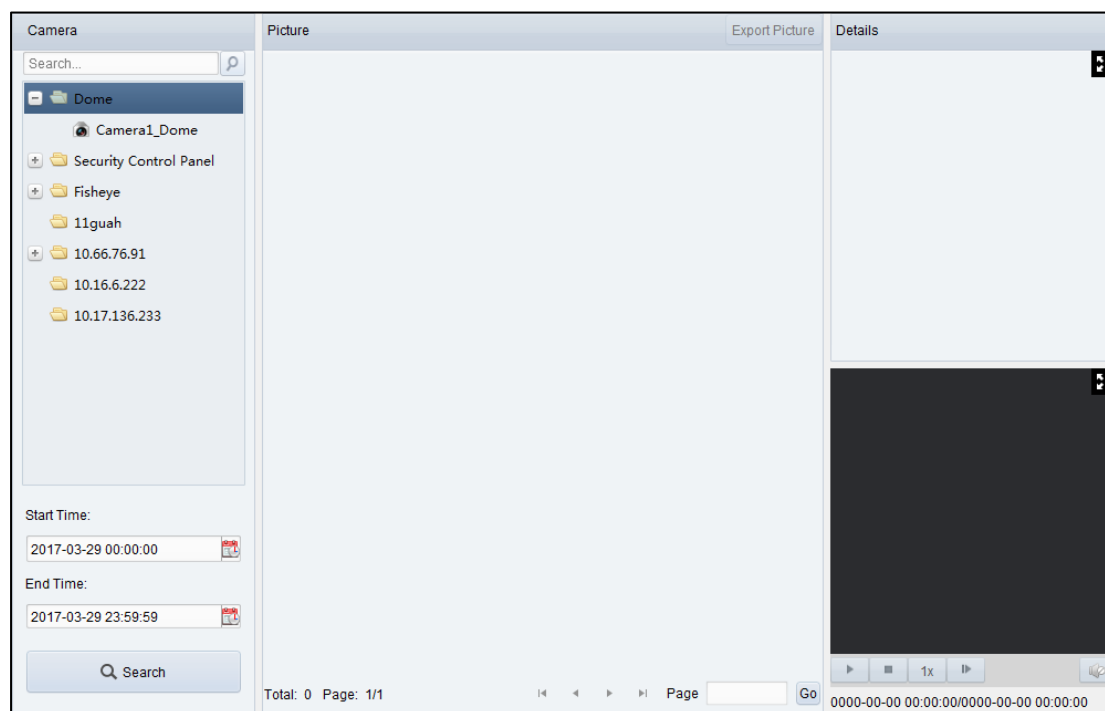 Camera
Search...
Dome
Camera1_Dome
Security Control Panel
Fisheye
11guah
10.66.76.91
10.16.6.222
10.17.136.233
Start Time:
2017-03-29 00:00:00
End Time:
2017-03-29 23:59:59
Search
Picture
Export Picture
Total: 0 Page: 1/1
Page
Go
Details
1x
0000-00-00 00:00:00/0000-00-00 00:00:00